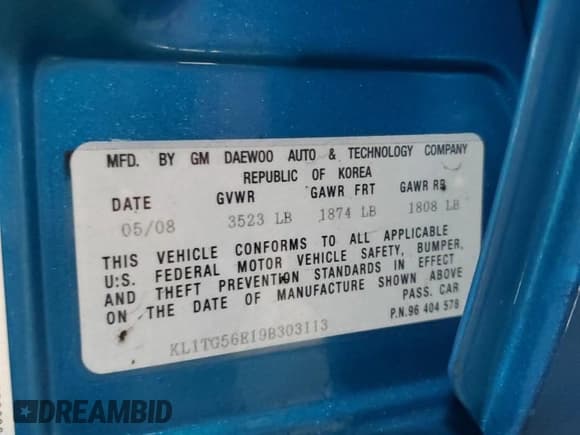 MFD. BY GM DAEWOO AUTO & TECHNOLOGY COMPANY
REPUBLIC OF KOREA
DATE GVWR GAWR FRT GAWR RR
05/08 3523 LB 1874 LB 1808 LB
THIS VEHICLE CONFORMS TO ALL APPLICABLE
U.S. FEDERAL MOTOR VEHICLE SAFETY, BUMPER,
AND THEFT PREVENTION STANDARDS IN EFFECT
ON THE DATE OF MANUFACTURE SHOWN ABOVE
PASS. CAR
KL1TG56E19B303113
P.N.96 404 578
DREAMBID